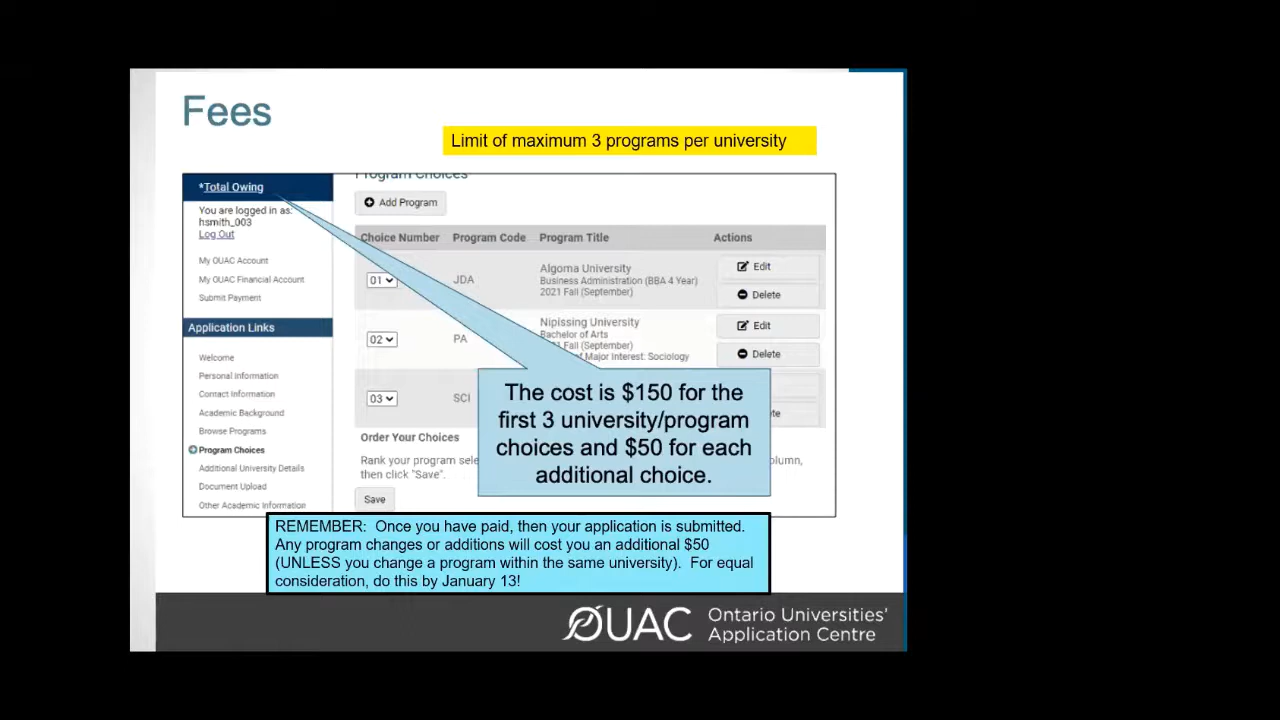 Fees
Limit of maximum 3 programs per university
*Total Owing
You are logged in as:
hsmith_003
Log Out
My OUAC Account
My OUAC Financial Account
Submit Payment
Application Links
Welcome
Personal Information
Contact Information
Academic Background
Browse Programs
Program Choices
Additional University Details
Document Upload
Other Academic Information
Program Choices
Add Program
Choice Number Program Code Program Title Actions
01 JDA Algoma University Edit
Business Administration (BBA 4 Year)
2021 Fall (September) Delete
02 PA Nipissing University Edit
Bachelor of Arts
Fall (September) Delete
of Major Interest: Sociology
03 SCI
Order Your Choices
Rank your program
then click "Save".
Save
The cost is $150 for the
first 3 university/program
choices and $50 for each
additional choice.
REMEMBER: Once you have paid, then your application is submitted.
Any program changes or additions will cost you an additional $50
(UNLESS you change a program within the same university). For equal
consideration, do this by January 13!
OUAC Ontario Universities'
Application Centre